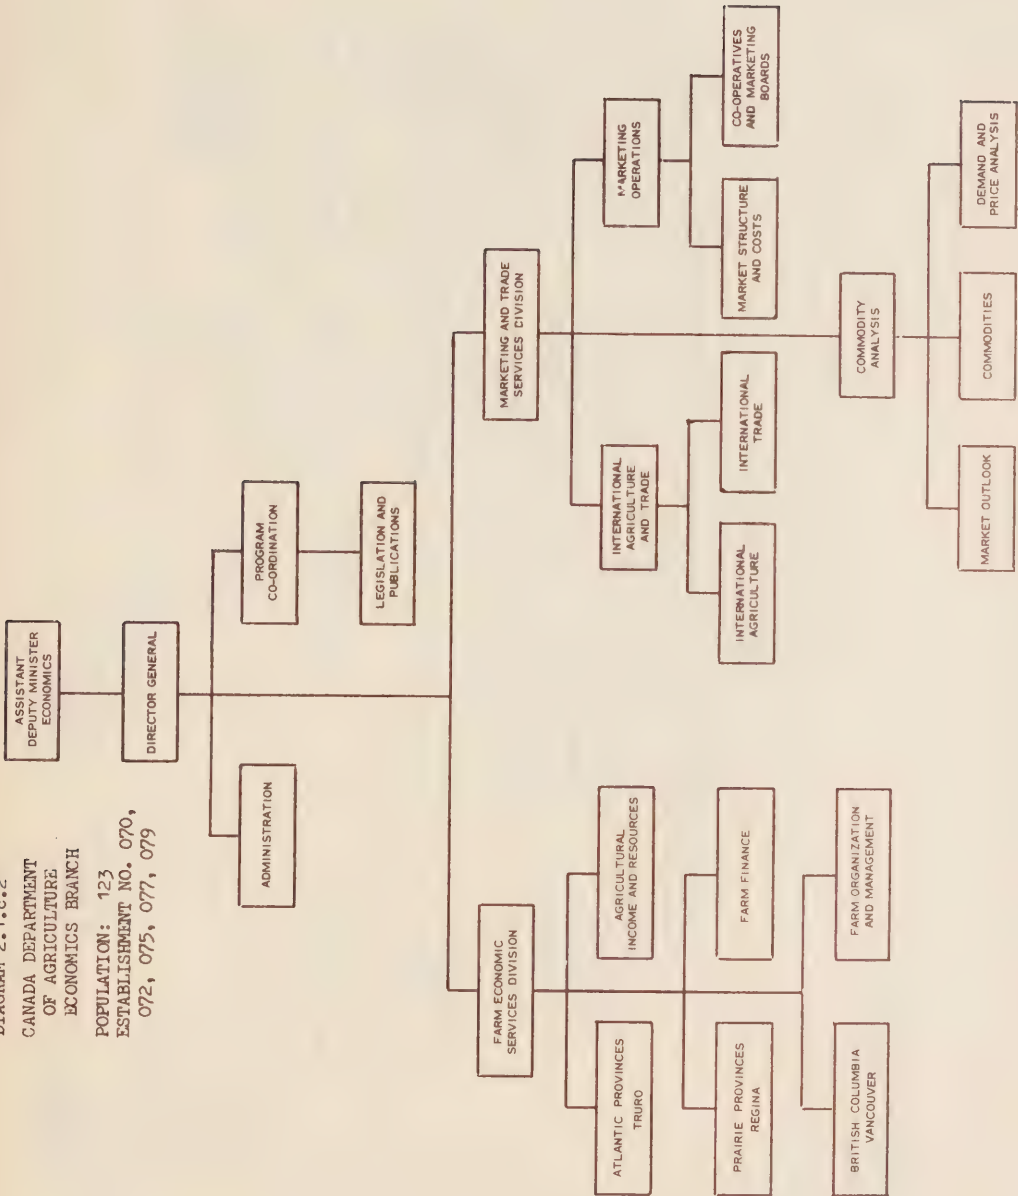 DIAGRAM 2.1.c.2
CANADA DEPARTMENT
OF AGRICULTURE
ECONOMICS BRANCH
POPULATION: 123
ESTABLISHMENT NO. 070,
072, 075, 077, 079
ASSISTANT
DEPUTY MINISTER
ECONOMICS
DIRECTOR GENERAL
ADMINISTRATION
PROGRAM
CO-ORDINATION
LEGISLATION AND
PUBLICATIONS
FARM ECONOMIC
SERVICES DIVISION
ATLANTIC PROVINCES
TRURO
AGRICULTURAL
INCOME AND RESOURCES
PRAIRIE PROVINCES
REGINA
FARM FINANCE
BRITISH COLUMBIA
VANCOUVER
FARM ORGANIZATION
AND MANAGEMENT
MARKETING AND TRADE
SERVICES DIVISION
INTERNATIONAL
AGRICULTURE
AND TRADE
MARKETING
OPERATIONS
INTERNATIONAL
AGRICULTURE
INTERNATIONAL
TRADE
MARKET STRUCTURE
AND COSTS
CO-OPERATIVES
AND MARKETING
BOARDS
COMMODITY
ANALYSIS
MARKET OUTLOOK
COMMODITIES
DEMAND AND
PRICE ANALYSIS